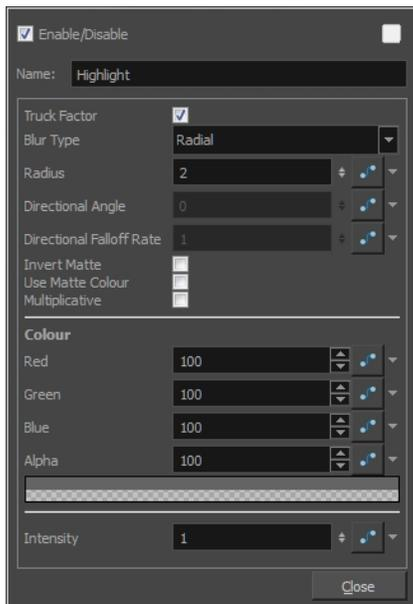 Enable/Disable
Name: Highlight
Truck Factor
Blur Type Radial
Radius 2
Directional Angle 0
Directional Falloff Rate 1
Invert Matte
Use Matte Colour
Multiplicative
Colour
Red 100
Green 100
Blue 100
Alpha 100
Intensity 1
Close